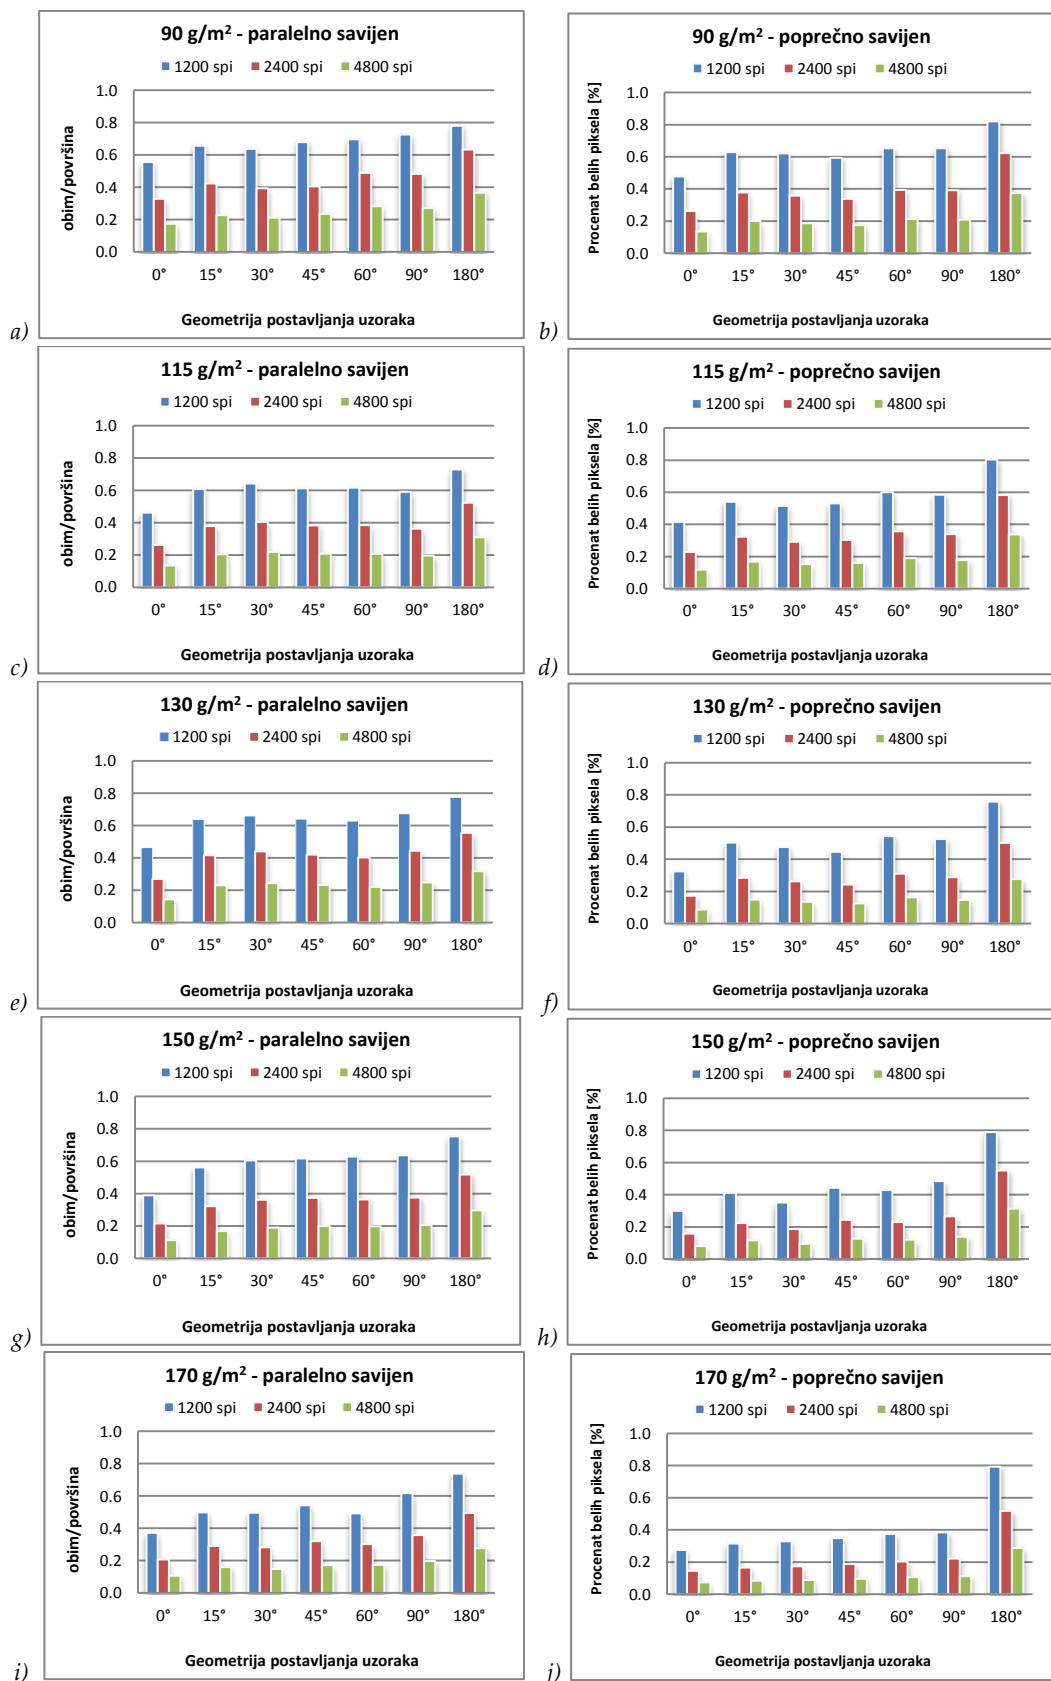 90 g/m² - paralelno savijen
1200 spi 2400 spi 4800 spi
obim/površina
1.0
0.8
0.6
0.4
0.2
0.0
0° 15° 30° 45° 60° 90° 180°
Geometrija postavljanja uzoraka
a)
90 g/m² - poprečno savijen
1200 spi 2400 spi 4800 spi
Procenat belih piksela [%]
1.0
0.8
0.6
0.4
0.2
0.0
0° 15° 30° 45° 60° 90° 180°
Geometrija postavljanja uzoraka
b)
115 g/m² - paralelno savijen
1200 spi 2400 spi 4800 spi
obim/površina
1.0
0.8
0.6
0.4
0.2
0.0
0° 15° 30° 45° 60° 90° 180°
Geometrija postavljanja uzoraka
c)
115 g/m² - poprečno savijen
1200 spi 2400 spi 4800 spi
Procenat belih piksela [%]
1.0
0.8
0.6
0.4
0.2
0.0
0° 15° 30° 45° 60° 90° 180°
Geometrija postavljanja uzoraka
d)
130 g/m² - paralelno savijen
1200 spi 2400 spi 4800 spi
obim/površina
1.0
0.8
0.6
0.4
0.2
0.0
0° 15° 30° 45° 60° 90° 180°
Geometrija postavljanja uzoraka
e)
130 g/m² - poprečno savijen
1200 spi 2400 spi 4800 spi
Procenat belih piksela [%]
1.0
0.8
0.6
0.4
0.2
0.0
0° 15° 30° 45° 60° 90° 180°
Geometrija postavljanja uzoraka
f)
150 g/m² - paralelno savijen
1200 spi 2400 spi 4800 spi
obim/površina
1.0
0.8
0.6
0.4
0.2
0.0
0° 15° 30° 45° 60° 90° 180°
Geometrija postavljanja uzoraka
g)
150 g/m² - poprečno savijen
1200 spi 2400 spi 4800 spi
Procenat belih piksela [%]
1.0
0.8
0.6
0.4
0.2
0.0
0° 15° 30° 45° 60° 90° 180°
Geometrija postavljanja uzoraka
h)
170 g/m² - paralelno savijen
1200 spi 2400 spi 4800 spi
obim/površina
1.0
0.8
0.6
0.4
0.2
0.0
0° 15° 30° 45° 60° 90° 180°
Geometrija postavljanja uzoraka
i)
170 g/m² - poprečno savijen
1200 spi 2400 spi 4800 spi
Procenat belih piksela [%]
1.0
0.8
0.6
0.4
0.2
0.0
0° 15° 30° 45° 60° 90° 180°
Geometrija postavljanja uzoraka
j)